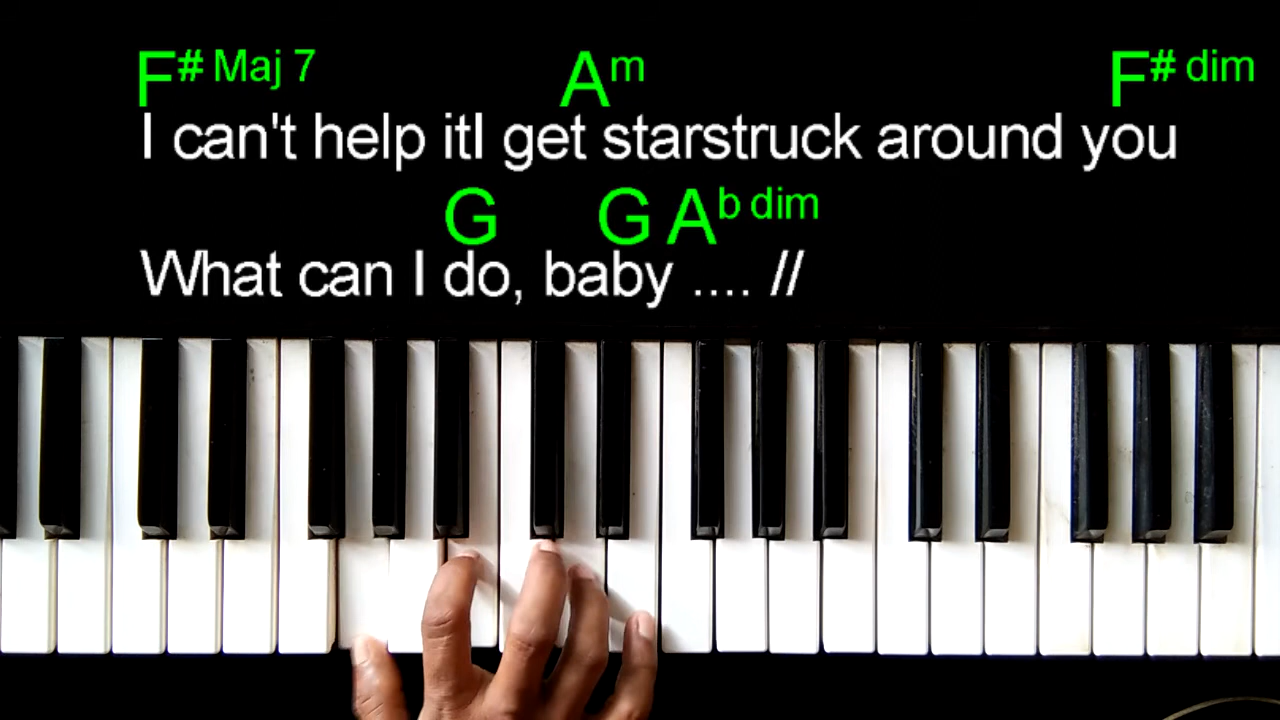 F# Maj 7 Am F# dim
I can't help itI get starstruck around you
G G Ab dim
What can I do, baby .... //